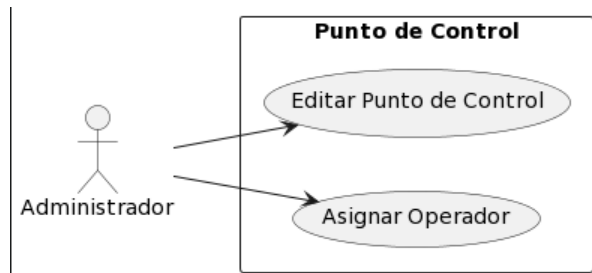 Punto de Control
Editar Punto de Control
Administrador
Asignar Operador